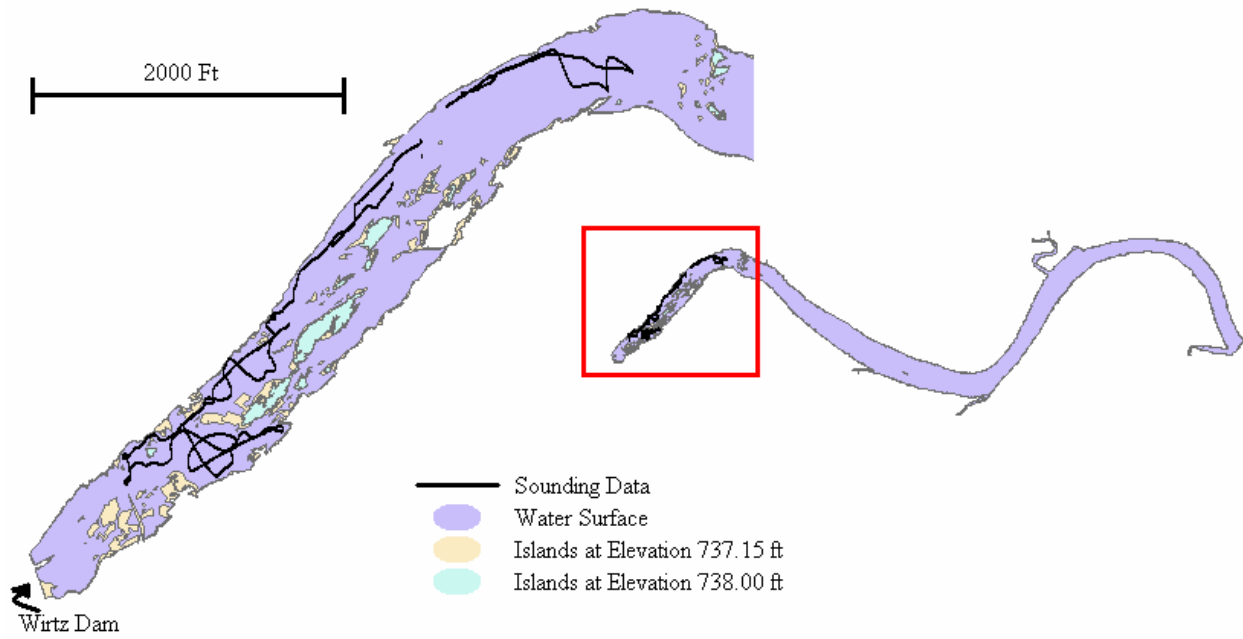 2000 Ft
Sounding Data
Water Surface
Islands at Elevation 737.15 ft
Islands at Elevation 738.00 ft
Wirtz Dam